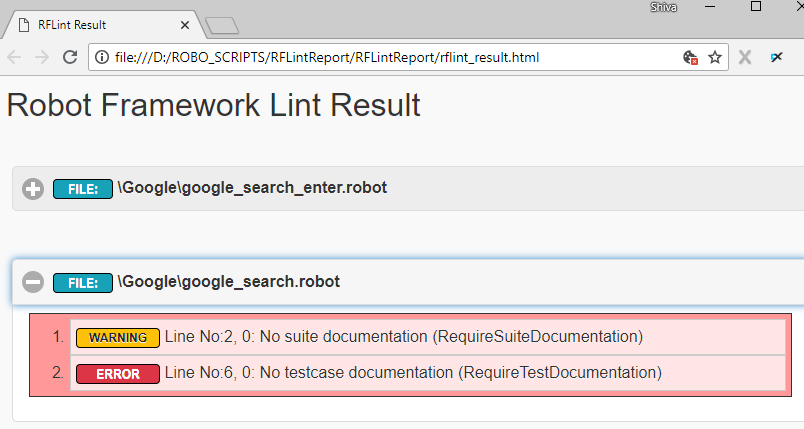 Shiva
RFLint Result
file:///D:/ROBO_SCRIPTS/RFLintReport/RFLintReport/rflint_result.html
Robot Framework Lint Result
FILE: \Google\google_search_enter.robot
FILE: \Google\google_search.robot
1. WARNING Line No:2, 0: No suite documentation (RequireSuiteDocumentation)
2. ERROR Line No:6, 0: No testcase documentation (RequireTestDocumentation)